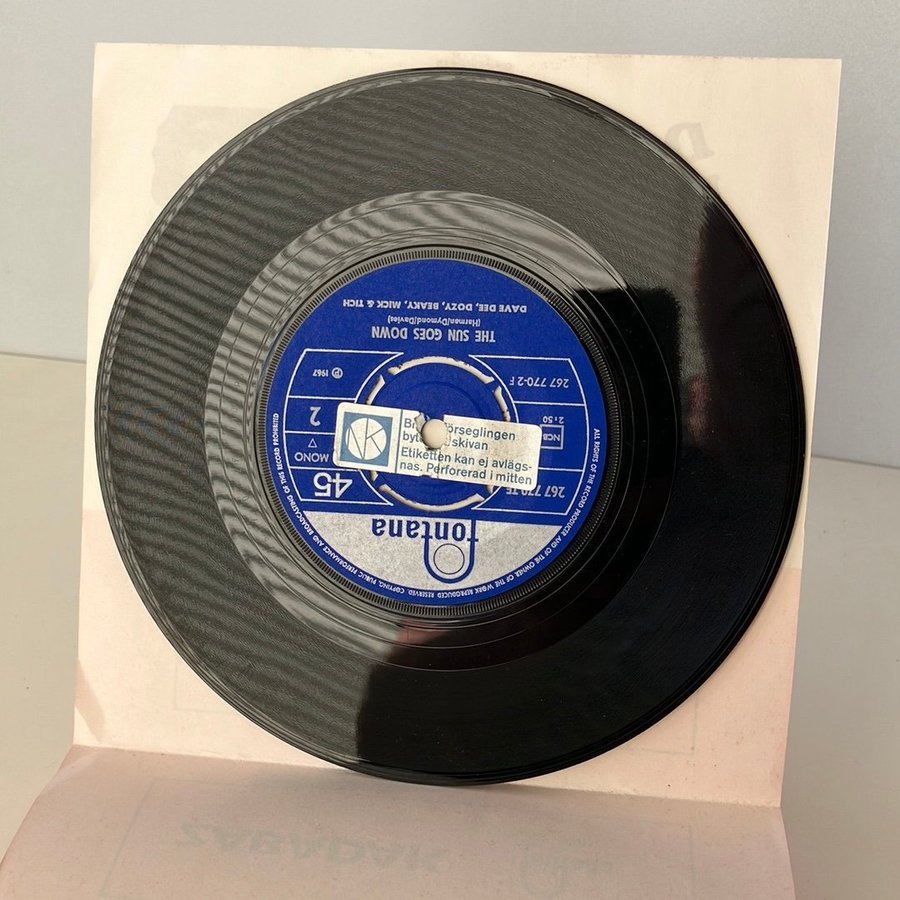 fontana
45
MONO
▽
2
℗ 1967
267 770 TF
NCB
2:50
267 770-2 F
THE SUN GOES DOWN
(Harman/Dymond/Davies)
DAVE DEE, DOZY, BEAKY, MICK & TICH
ALL RIGHTS OF THE RECORD PRODUCER AND OF THE OWNER OF THE WORK REPRODUCED RESERVED. COPYING, PUBLIC PERFORMANCE AND BROADCASTING OF THIS RECORD PROHIBITED
NK
förseglingen
skivan
Etiketten kan ej avlägs-
nas. Perforerad i mitten
ZABADAK